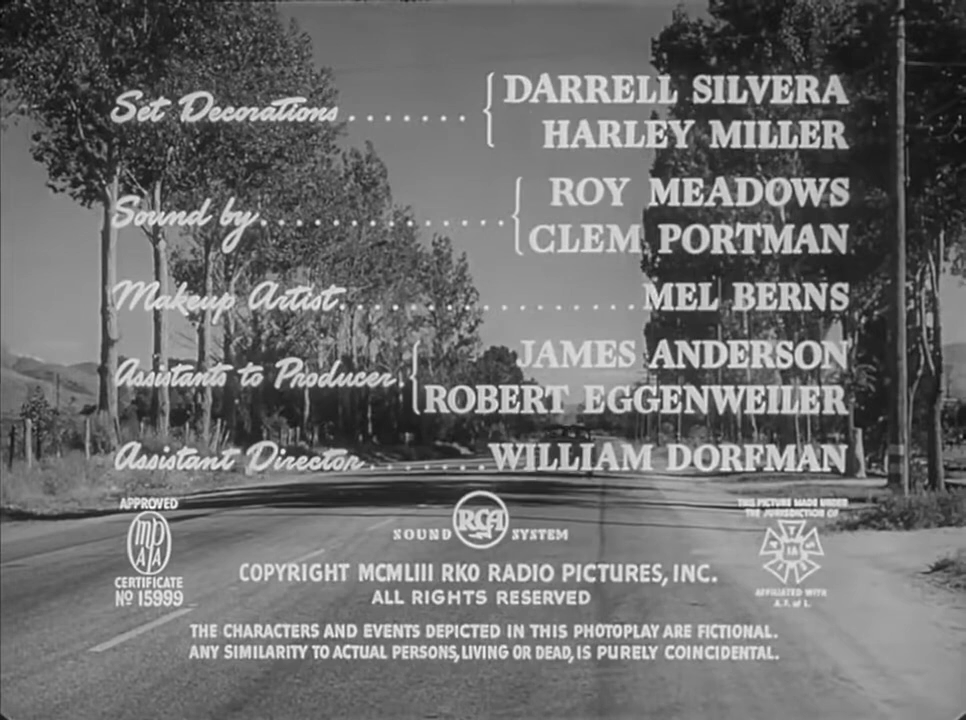 Set Decorations ....... { DARRELL SILVERA
HARLEY MILLER
Sound by .............. { ROY MEADOWS
CLEM PORTMAN
Makeup Artist .................. MEL BERNS
Assistants to Producer . { JAMES ANDERSON
ROBERT EGGENWEILER
Assistant Director ........ WILLIAM DORFMAN
APPROVED
MPAA
CERTIFICATE
Nº 15999
SOUND RCA SYSTEM
THIS PICTURE MADE UNDER
THE JURISDICTION OF
IATSE
AFFILIATED WITH
A.F. of L.
COPYRIGHT MCMLIII RKO RADIO PICTURES, INC.
ALL RIGHTS RESERVED
THE CHARACTERS AND EVENTS DEPICTED IN THIS PHOTOPLAY ARE FICTIONAL.
ANY SIMILARITY TO ACTUAL PERSONS, LIVING OR DEAD, IS PURELY COINCIDENTAL.